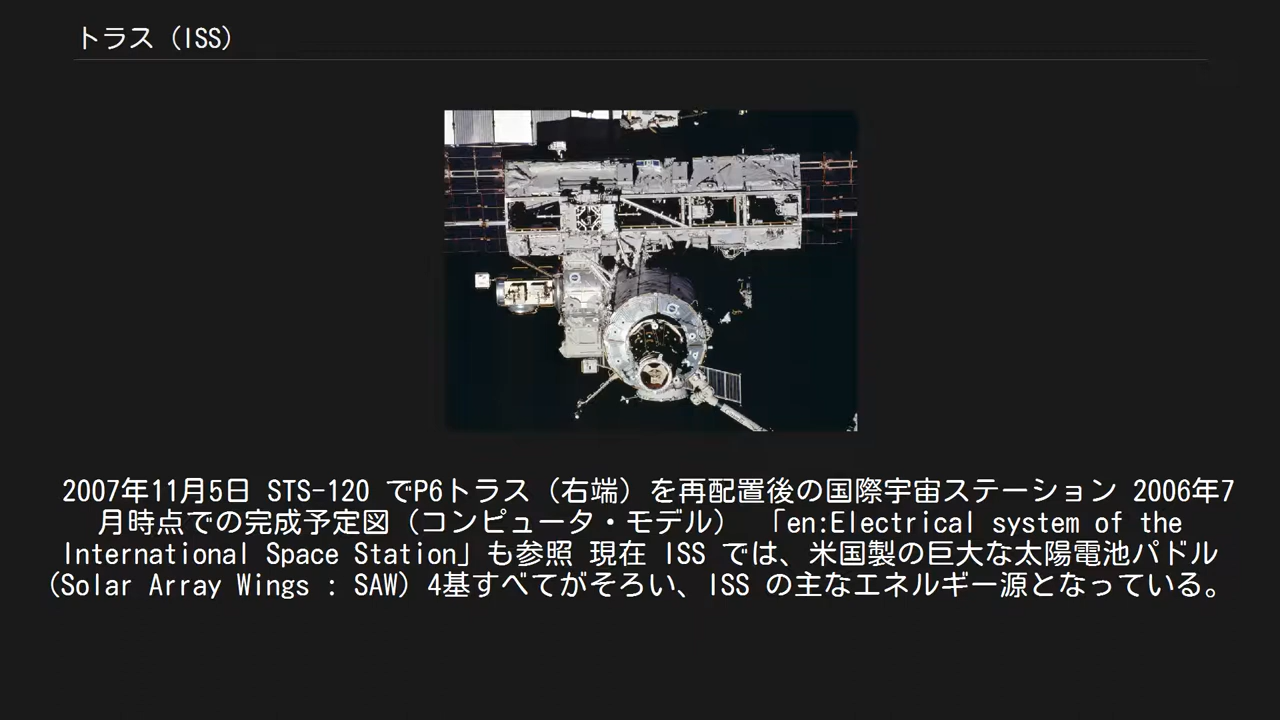 トラス（ISS）
2007年11月5日 STS-120 でP6トラス（右端）を再配置後の国際宇宙ステーション 2006年7
月時点での完成予定図（コンピュータ・モデル） 「en:Electrical system of the
International Space Station」も参照 現在 ISS では、米国製の巨大な太陽電池パドル
(Solar Array Wings : SAW) 4基すべてがそろい、ISS の主なエネルギー源となっている。